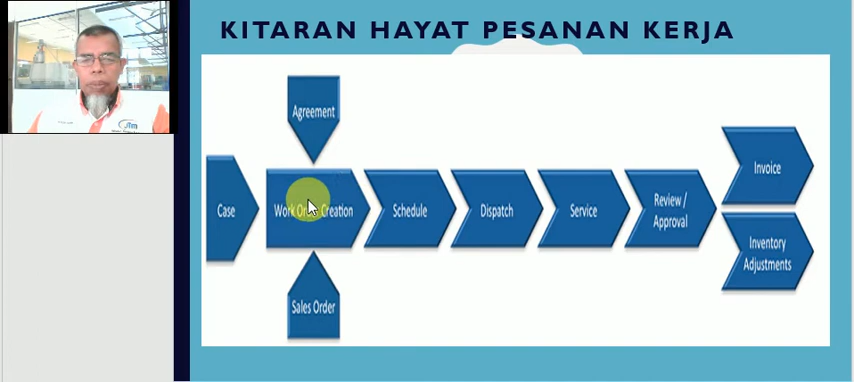 KITARAN HAYAT PESANAN KERJA
Agreement
Case
Work Order Creation
Schedule
Dispatch
Service
Review /
Approval
Invoice
Inventory
Adjustments
Sales Order